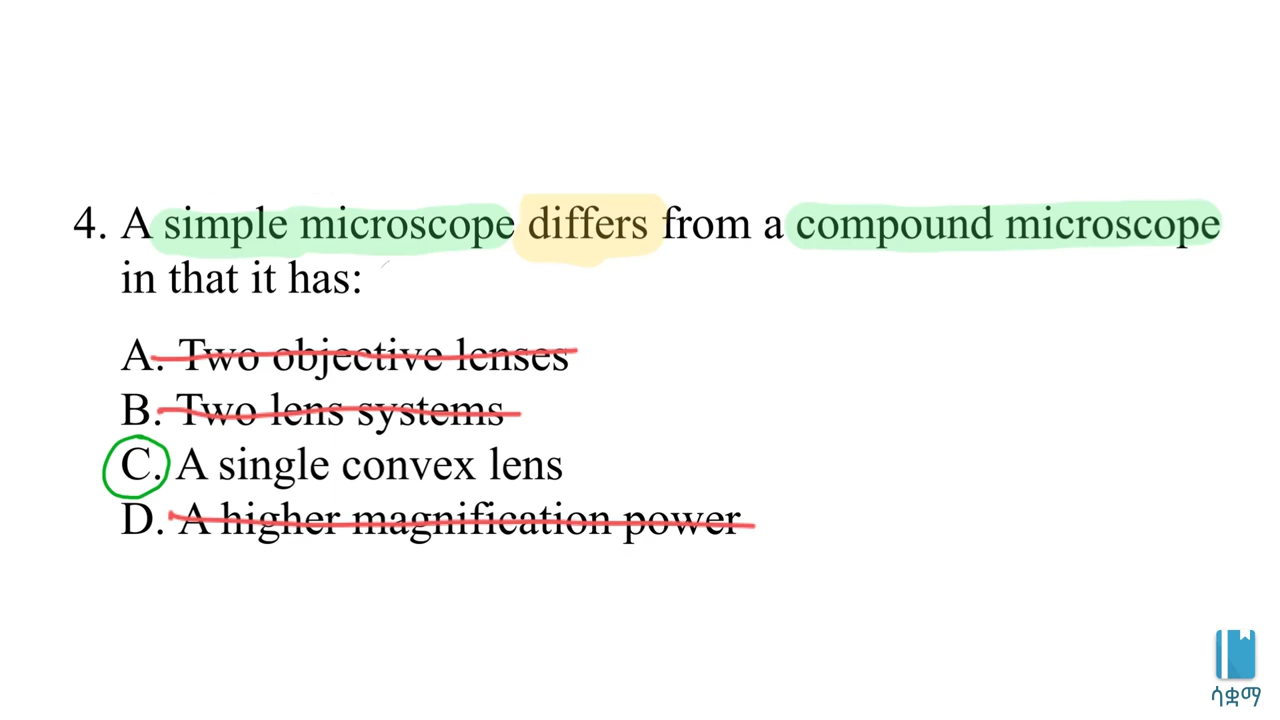 4. A simple microscope differs from a compound microscope
in that it has:
A. Two objective lenses
B. Two lens systems
C. A single convex lens
D. A higher magnification power
ሳቋማ